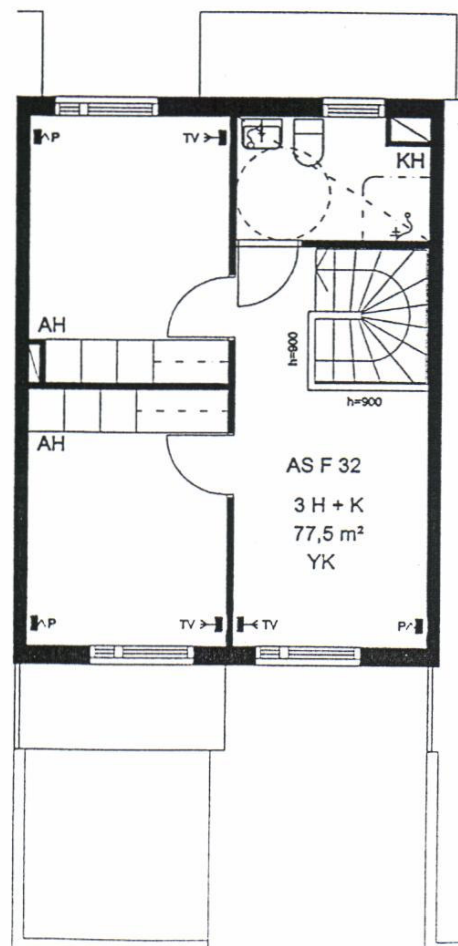 P TV
KH
AH
h=900
h=900
AH
AS F 32
3 H + K
77,5 m²
YK
P TV TV P